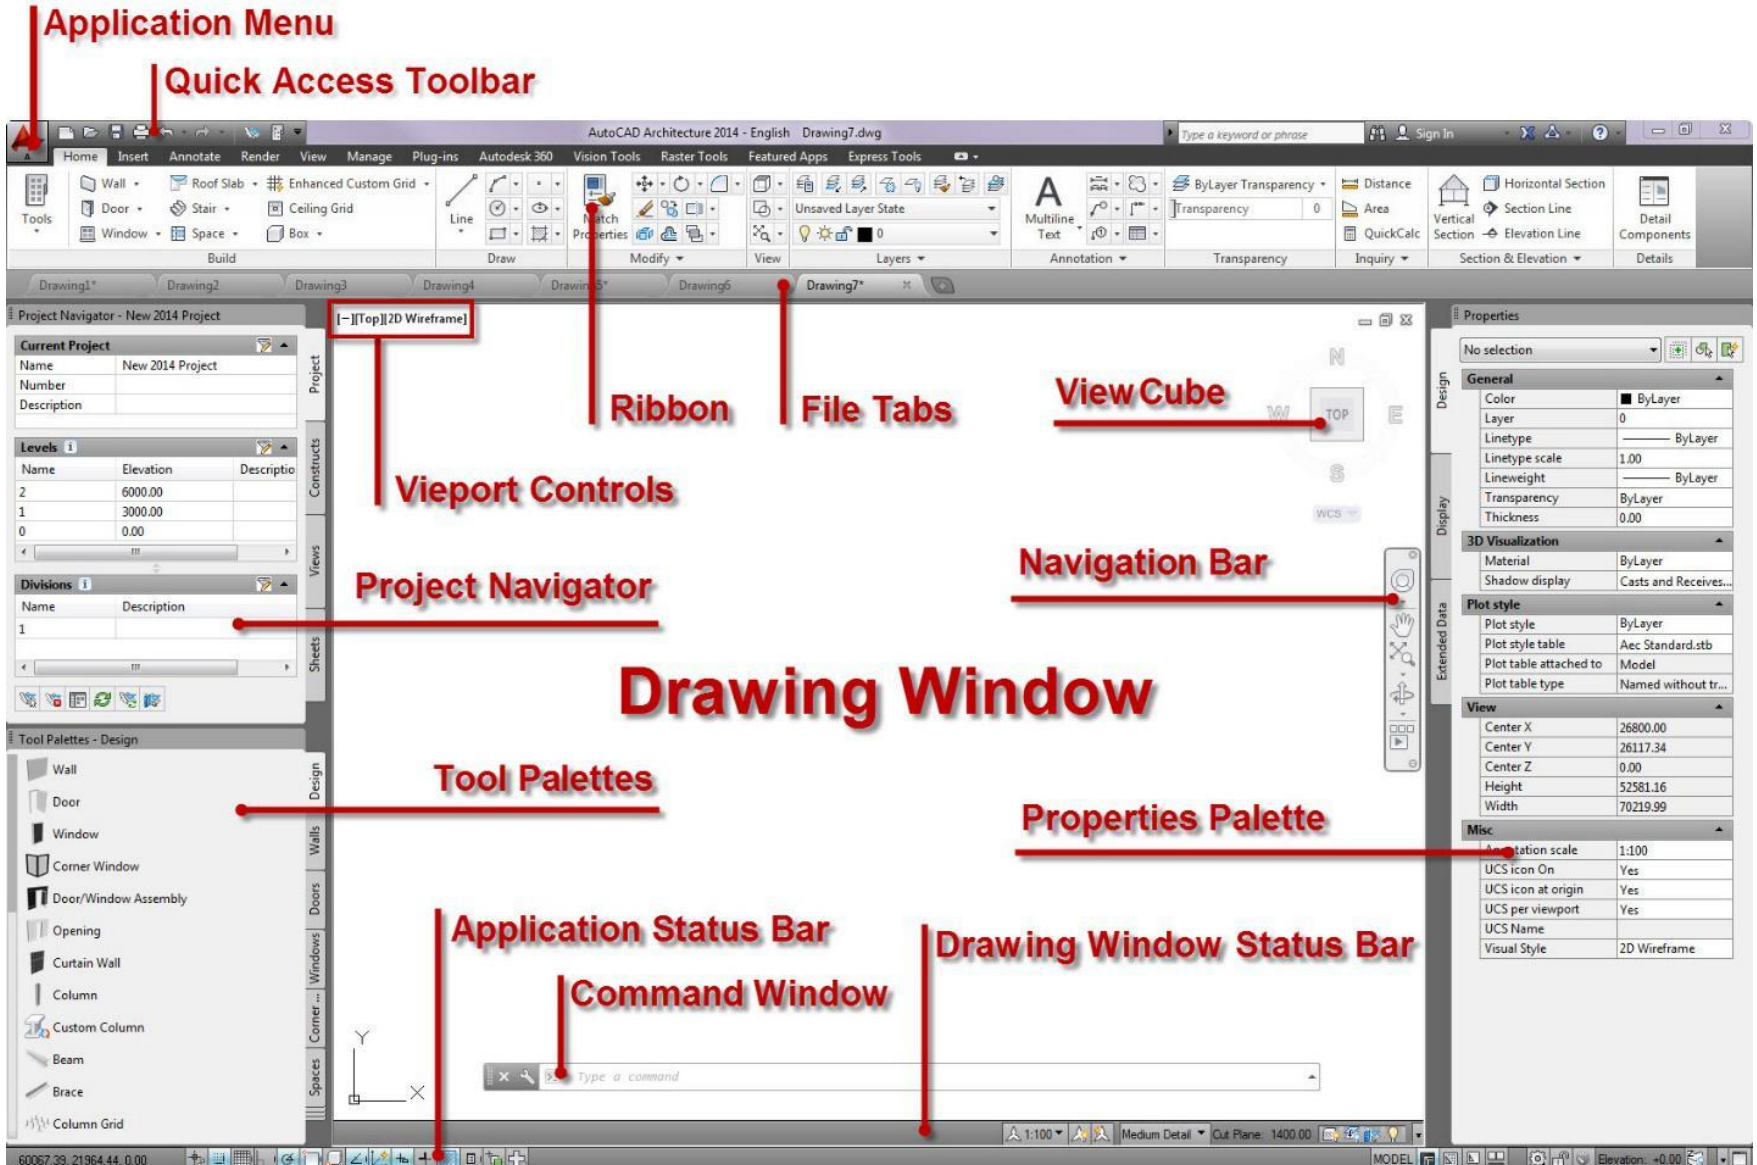 Application Menu
Quick Access Toolbar
AutoCAD Architecture 2014 - English Drawing7.dwg
Type a keyword or phrase
Sign In
Home Insert Annotate Render View Manage Plug-ins Autodesk 360 Vision Tools Raster Tools Featured Apps Express Tools
Tools
Wall
Door
Window
Roof Slab
Stair
Space
Enhanced Custom Grid
Ceiling Grid
Box
Build
Line
Draw
Match
Properties
Modify
View
Unsaved Layer State
0
Layers
Multiline
Text
Annotation
ByLayer Transparency
Transparency 0
Transparency
Distance
Area
QuickCalc
Inquiry
Vertical
Section
Horizontal Section
Section Line
Elevation Line
Section & Elevation
Detail
Components
Details
Drawing1* Drawing2 Drawing3 Drawing4 Drawing6 Drawing7*
Project Navigator - New 2014 Project
Current Project
Name New 2014 Project
Number
Description
Levels
Name Elevation Descriptio
2 6000.00
1 3000.00
0 0.00
Divisions
Name Description
1
Project
Constructs
Views
Sheets
Tool Palettes - Design
Wall
Door
Window
Corner Window
Door/Window Assembly
Opening
Curtain Wall
Column
Custom Column
Beam
Brace
Column Grid
Design
Walls
Doors
Windows
Corner ...
Spaces
[−][Top][2D Wireframe]
Ribbon
File Tabs
View Cube
N
W
TOP
E
S
WCS
Vieport Controls
Navigation Bar
Project Navigator
Drawing Window
Tool Palettes
Properties Palette
Application Status Bar
Drawing Window Status Bar
Command Window
Y
X
Type a command
1:100 Medium Detail Cut Plane: 1400.00
60067.39, 21964.44, 0.00
MODEL
Elevation: +0.00
Properties
No selection
Design
Display
Extended Data
General
Color ByLayer
Layer 0
Linetype ByLayer
Linetype scale 1.00
Lineweight ByLayer
Transparency ByLayer
Thickness 0.00
3D Visualization
Material ByLayer
Shadow display Casts and Receives...
Plot style
Plot style ByLayer
Plot style table Aec Standard.stb
Plot table attached to Model
Plot table type Named without tr...
View
Center X 26800.00
Center Y 26117.34
Center Z 0.00
Height 52581.16
Width 70219.99
Misc
Annotation scale 1:100
UCS icon On Yes
UCS icon at origin Yes
UCS per viewport Yes
UCS Name
Visual Style 2D Wireframe